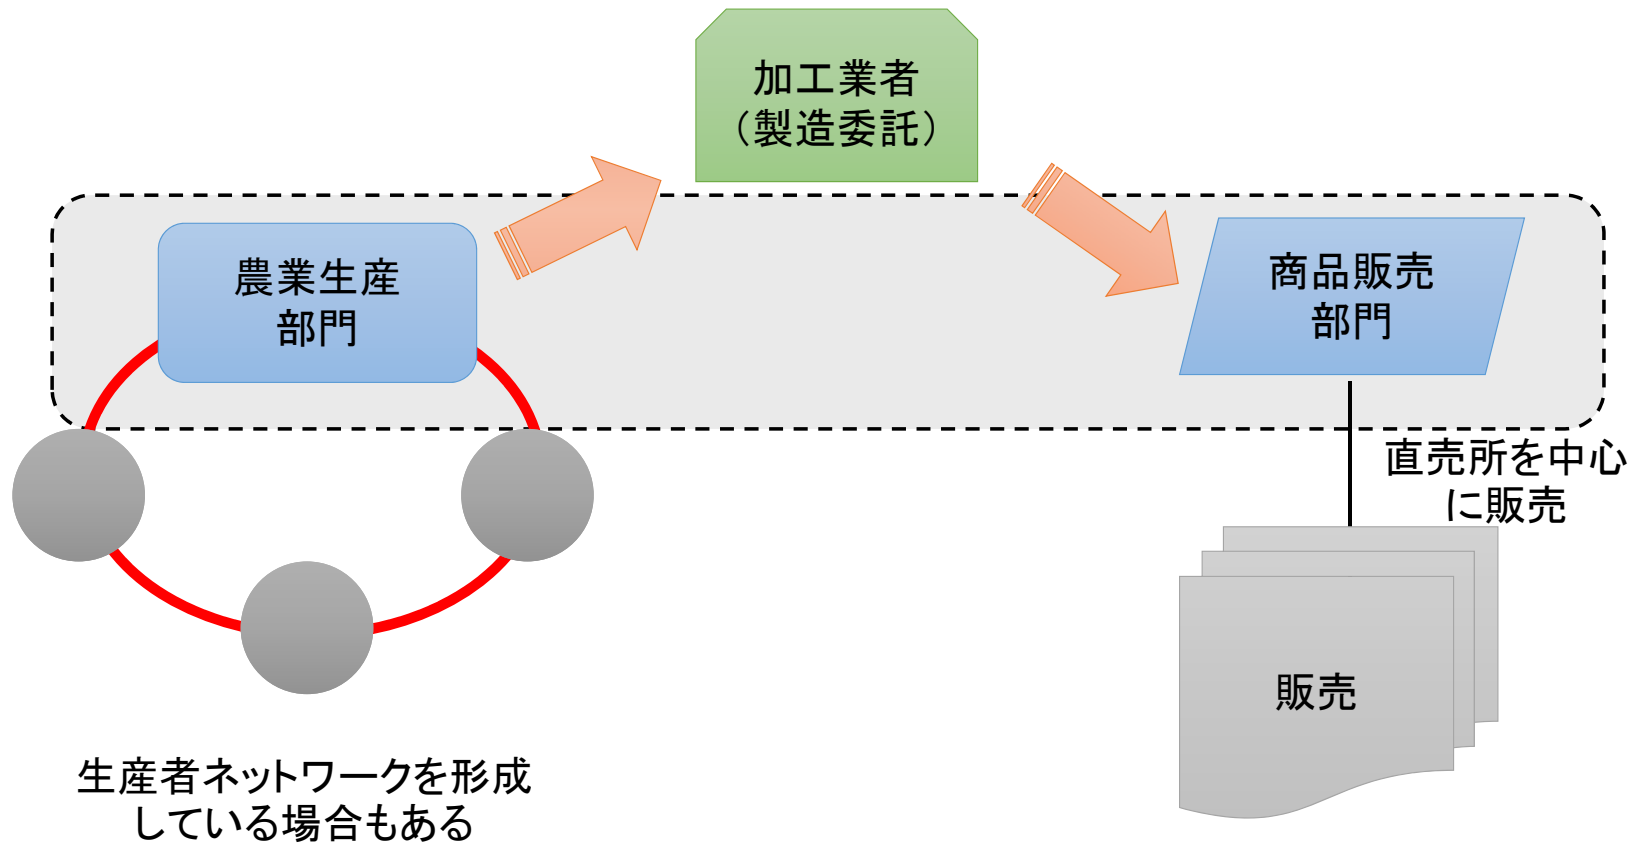 加工業者
（製造委託）
農業生産
部門
商品販売
部門
直売所を中心
に販売
販売
生産者ネットワークを形成
している場合もある